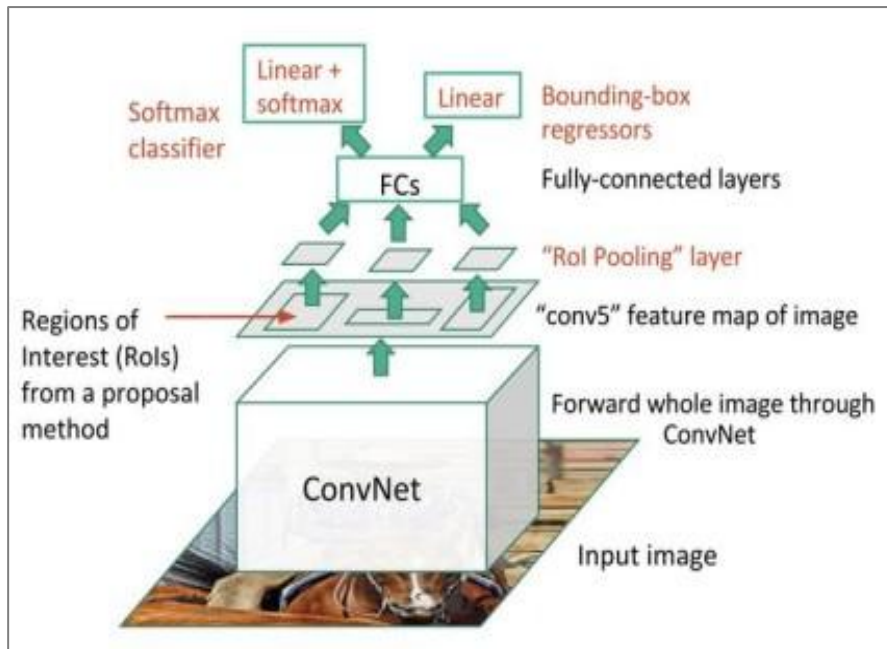 Linear +
softmax
Linear
Softmax
classifier
Bounding-box
regressors
FCs
Fully-connected layers
“RoI Pooling” layer
Regions of
Interest (RoIs)
from a proposal
method
“conv5” feature map of image
Forward whole image through
ConvNet
ConvNet
Input image